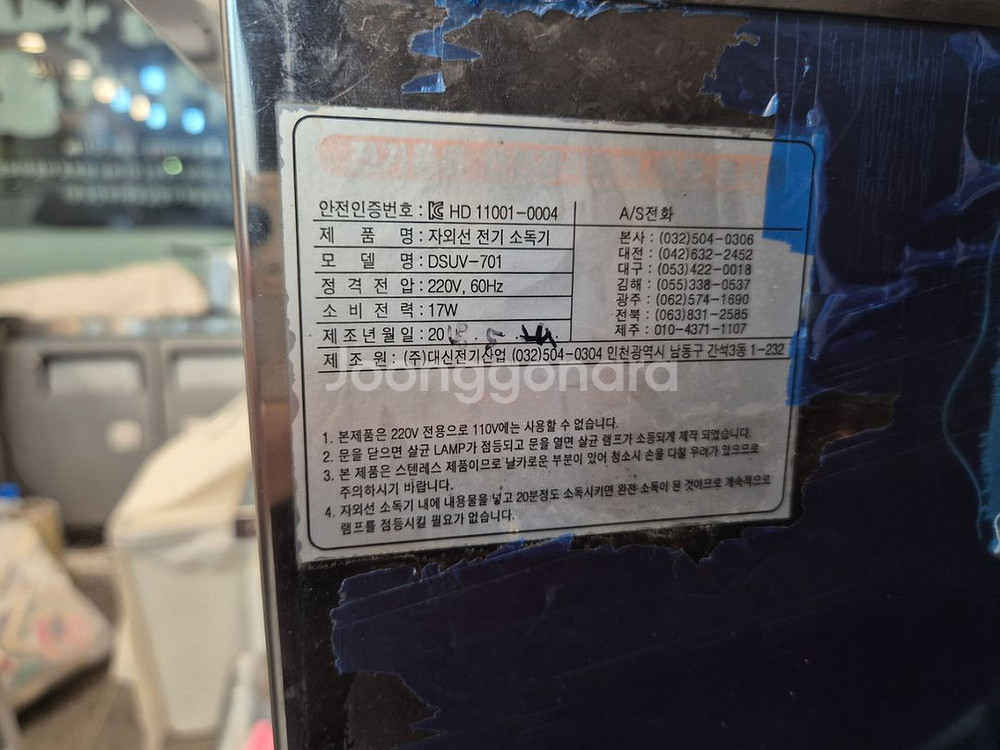 안전인증번호 : HD 11001-0004
제 품 명 : 자외선 전기 소독기
모 델 명 : DSUV-701
정 격 전 압 : 220V, 60Hz
소 비 전 력 : 17W
제 조 년 월 일 : 20
A/S전화
본사 : (032)504-0306
대전 : (042)632-2452
대구 : (053)422-0018
김해 : (055)338-0537
광주 : (062)574-1690
전북 : (063)831-2585
제주 : 010-4371-1107
제 조 원 : (주)대신전기산업 (032)504-0304 인천광역시 남동구 간석3동 1-232
Joonggonara
1. 본제품은 220V 전용으로 110V에는 사용할 수 없습니다.
2. 문을 닫으면 살균 LAMP가 점등되고 문을 열면 살균 램프가 소등되게 제작 되었습니다.
3. 본 제품은 스텐레스 제품이므로 날카로운 부분이 있어 청소시 손을 다칠 우려가 있으므로
주의하시기 바랍니다.
4. 자외선 소독기 내에 내용물을 넣고 20분정도 소독시키면 완전 소독이 된 것이므로 계속적으로
램프를 점등시킬 필요가 없습니다.